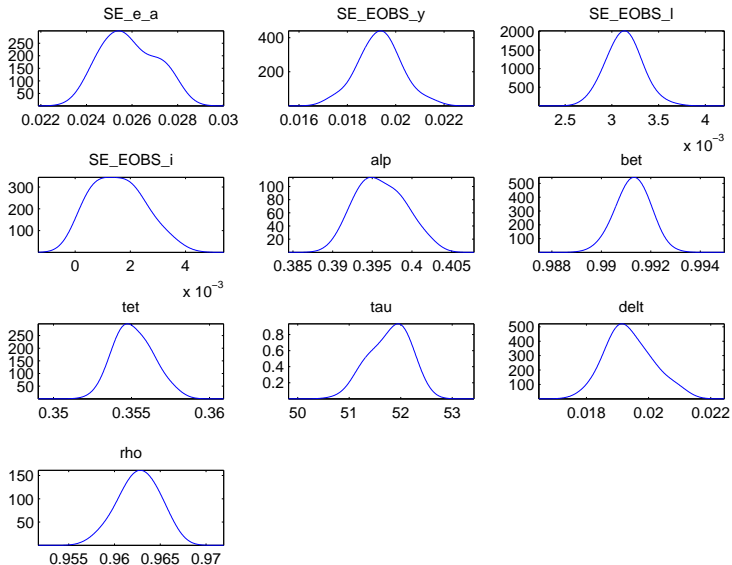 SE_e_a
SE_EOBS_y
SE_EOBS_l
300
250
200
150
100
50
0.022 0.024 0.026 0.028 0.03
400
200
0.016 0.018 0.02 0.022
2000
1500
1000
500
2.5 3 3.5 4
x 10⁻³
SE_EOBS_i
alp
bet
300
200
100
0 2 4
x 10⁻³
100
80
60
40
20
0.385 0.39 0.395 0.4 0.405
500
400
300
200
100
0.988 0.99 0.992 0.994
tet
tau
delt
250
200
150
100
50
0.35 0.355 0.36
0.8
0.6
0.4
0.2
50 51 52 53
500
400
300
200
100
0.018 0.02 0.022
rho
150
100
50
0.955 0.96 0.965 0.97